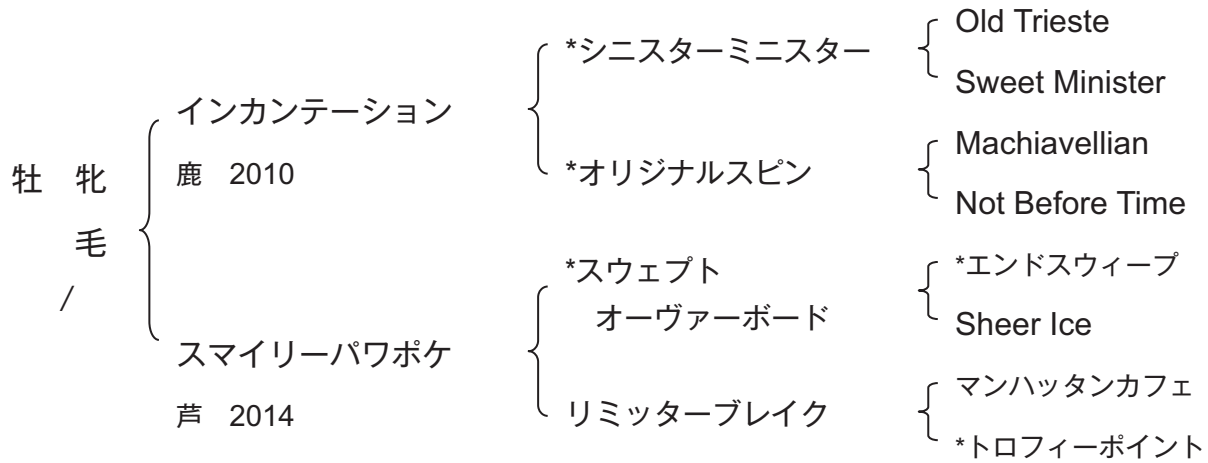 牡 牝
毛
/
インカンテーション
鹿 2010
スマイリーパワポケ
芦 2014
*シニスターミニスター
*オリジナルスピン
*スウェプト
オーヴァーボード
リミッターブレイク
Old Trieste
Sweet Minister
Machiavellian
Not Before Time
*エンドスウィープ
Sheer Ice
マンハッタンカフェ
*トロフィーポイント